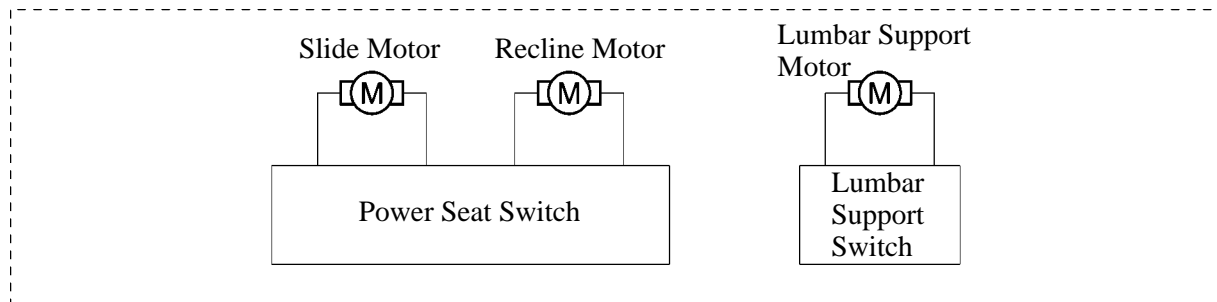 Slide Motor
Recline Motor
Lumbar Support
Motor
M
M
M
Power Seat Switch
Lumbar
Support
Switch